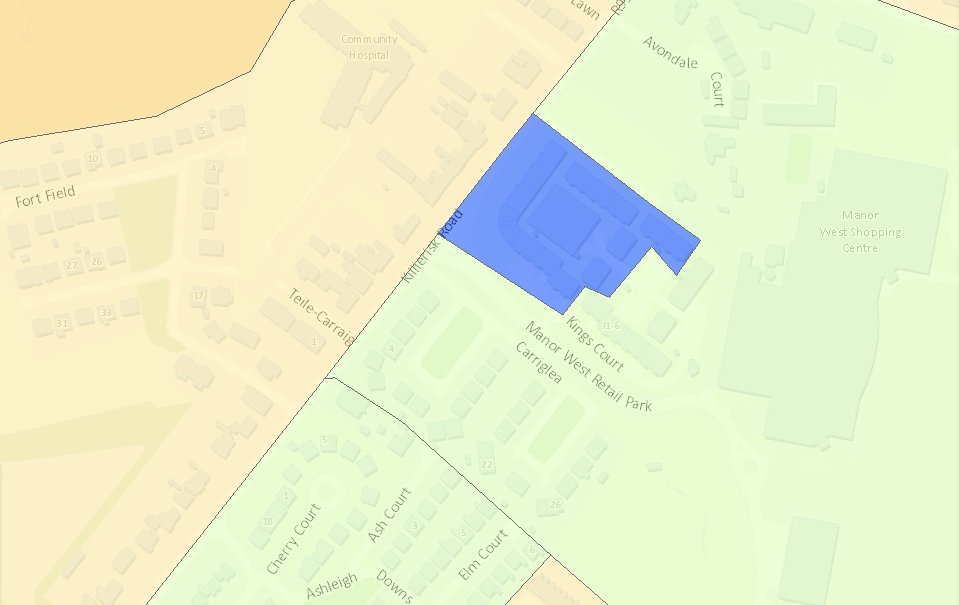 Lawn
Community
Hospital
Avondale
Court
5
10
4
Fort Field
Killerisk Road
Manor
West Shopping
Centre
27
26
17
31
33
Teile-Carraig
1
4
J1-6
Kings Court
Manor West Retail Park
Carriglea
5
22
26
1
1B
3
5
6
Cherry Court
Ash Court
Elm Court
Ashleigh
Downs